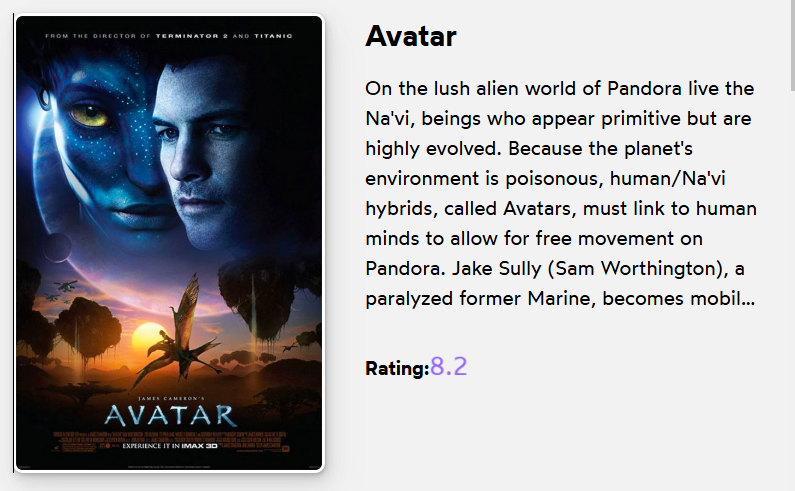 FROM THE DIRECTOR OF TERMINATOR 2 AND TITANIC
JAMES CAMERON'S
AVATAR
EXPERIENCE IT IN IMAX 3D
Avatar
On the lush alien world of Pandora live the
Na'vi, beings who appear primitive but are
highly evolved. Because the planet's
environment is poisonous, human/Na'vi
hybrids, called Avatars, must link to human
minds to allow for free movement on
Pandora. Jake Sully (Sam Worthington), a
paralyzed former Marine, becomes mobil...
Rating:8.2